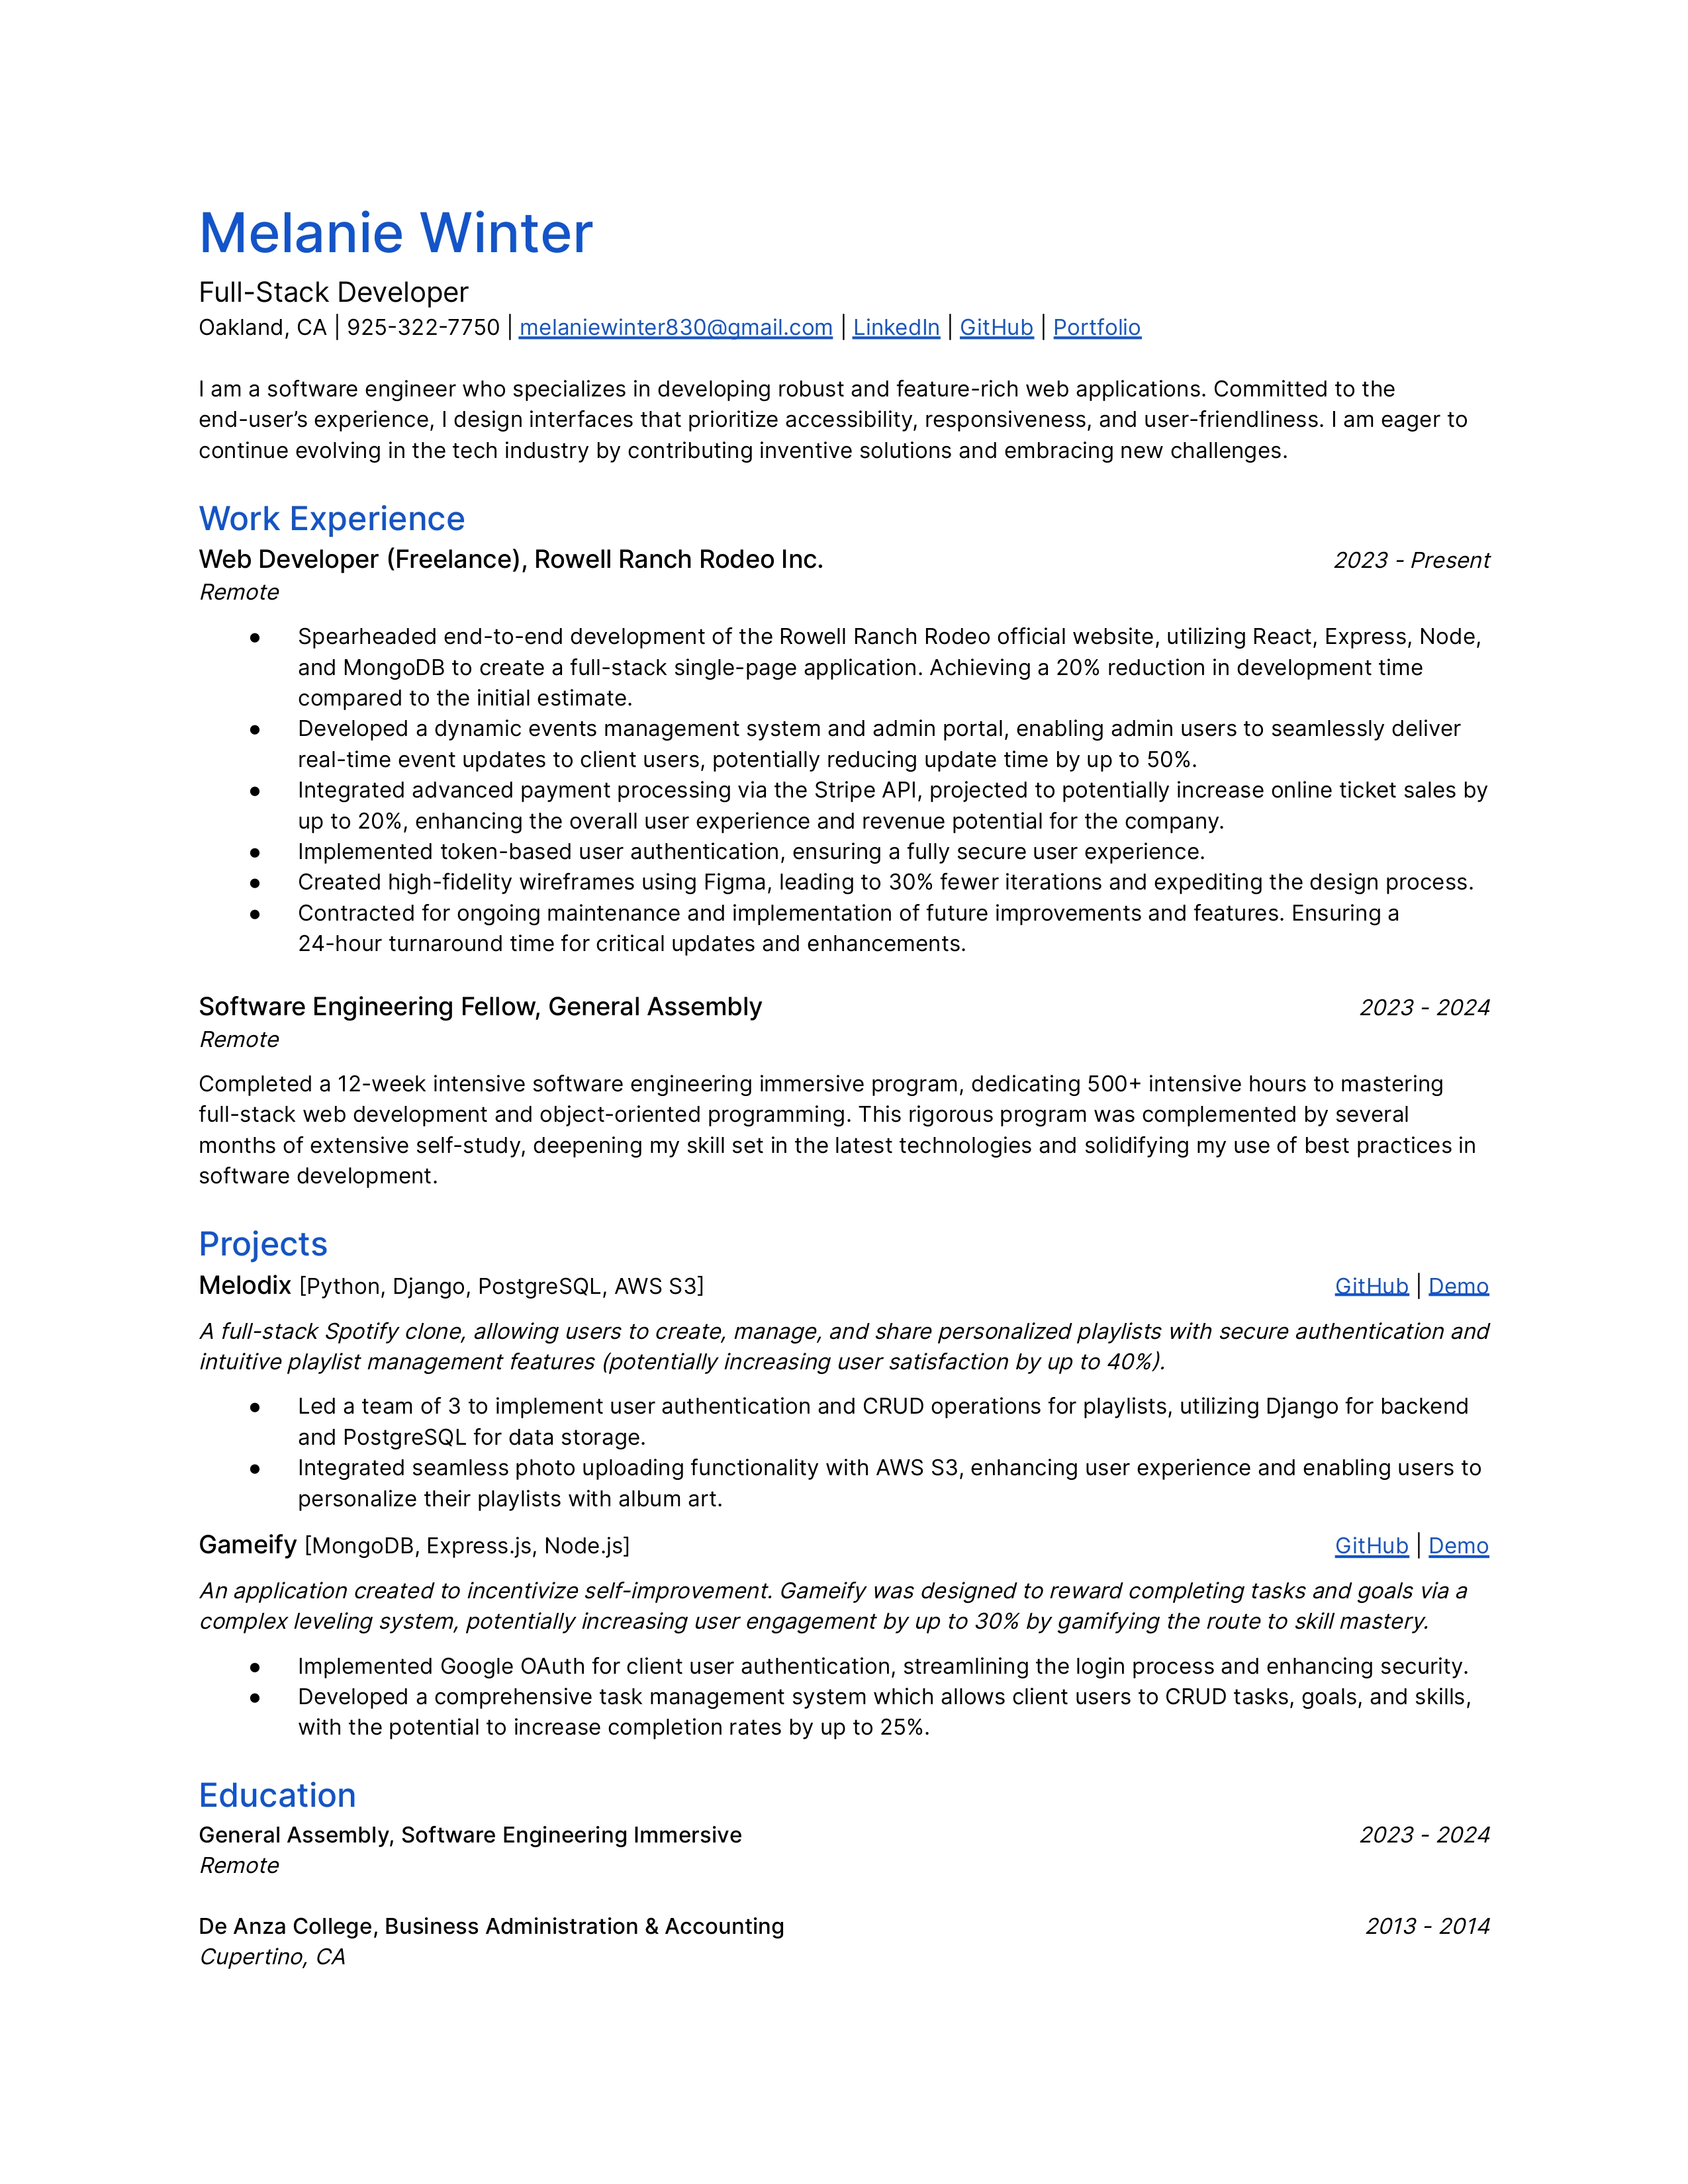 Melanie Winter
Full-Stack Developer
Oakland, CA | 925-322-7750 | melaniewinter830@gmail.com | LinkedIn | GitHub | Portfolio
I am a software engineer who specializes in developing robust and feature-rich web applications. Committed to the
end-user’s experience, I design interfaces that prioritize accessibility, responsiveness, and user-friendliness. I am eager to
continue evolving in the tech industry by contributing inventive solutions and embracing new challenges.
Work Experience
Web Developer (Freelance), Rowell Ranch Rodeo Inc. 2023 - Present
Remote
● Spearheaded end-to-end development of the Rowell Ranch Rodeo official website, utilizing React, Express, Node,
and MongoDB to create a full-stack single-page application. Achieving a 20% reduction in development time
compared to the initial estimate.
● Developed a dynamic events management system and admin portal, enabling admin users to seamlessly deliver
real-time event updates to client users, potentially reducing update time by up to 50%.
● Integrated advanced payment processing via the Stripe API, projected to potentially increase online ticket sales by
up to 20%, enhancing the overall user experience and revenue potential for the company.
● Implemented token-based user authentication, ensuring a fully secure user experience.
● Created high-fidelity wireframes using Figma, leading to 30% fewer iterations and expediting the design process.
● Contracted for ongoing maintenance and implementation of future improvements and features. Ensuring a
24-hour turnaround time for critical updates and enhancements.
Software Engineering Fellow, General Assembly 2023 - 2024
Remote
Completed a 12-week intensive software engineering immersive program, dedicating 500+ intensive hours to mastering
full-stack web development and object-oriented programming. This rigorous program was complemented by several
months of extensive self-study, deepening my skill set in the latest technologies and solidifying my use of best practices in
software development.
Projects
Melodix [Python, Django, PostgreSQL, AWS S3] GitHub | Demo
A full-stack Spotify clone, allowing users to create, manage, and share personalized playlists with secure authentication and
intuitive playlist management features (potentially increasing user satisfaction by up to 40%).
● Led a team of 3 to implement user authentication and CRUD operations for playlists, utilizing Django for backend
and PostgreSQL for data storage.
● Integrated seamless photo uploading functionality with AWS S3, enhancing user experience and enabling users to
personalize their playlists with album art.
Gameify [MongoDB, Express.js, Node.js] GitHub | Demo
An application created to incentivize self-improvement. Gameify was designed to reward completing tasks and goals via a
complex leveling system, potentially increasing user engagement by up to 30% by gamifying the route to skill mastery.
● Implemented Google OAuth for client user authentication, streamlining the login process and enhancing security.
● Developed a comprehensive task management system which allows client users to CRUD tasks, goals, and skills,
with the potential to increase completion rates by up to 25%.
Education
General Assembly, Software Engineering Immersive 2023 - 2024
Remote
De Anza College, Business Administration & Accounting 2013 - 2014
Cupertino, CA